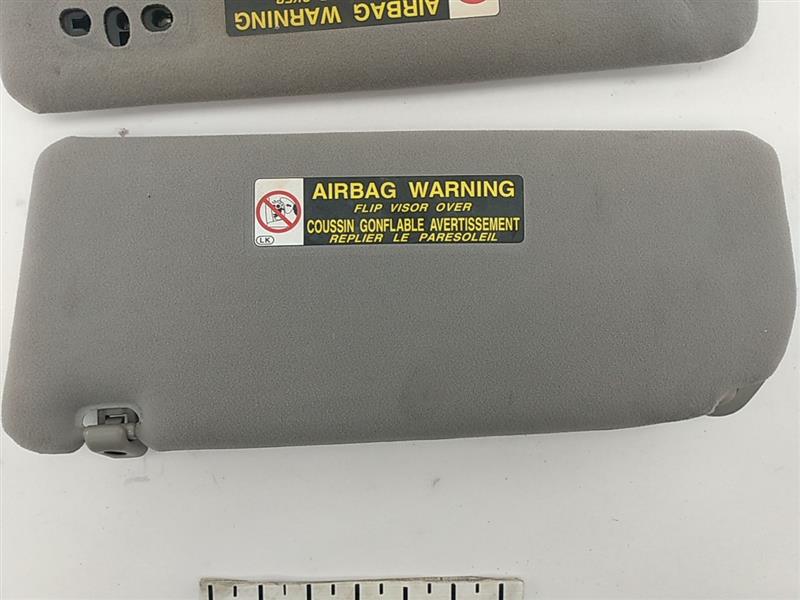 AIRBAG WARNING
AIRBAG WARNING
FLIP VISOR OVER
COUSSIN GONFLABLE AVERTISSEMENT
REPLIER LE PARESOLEIL
LK